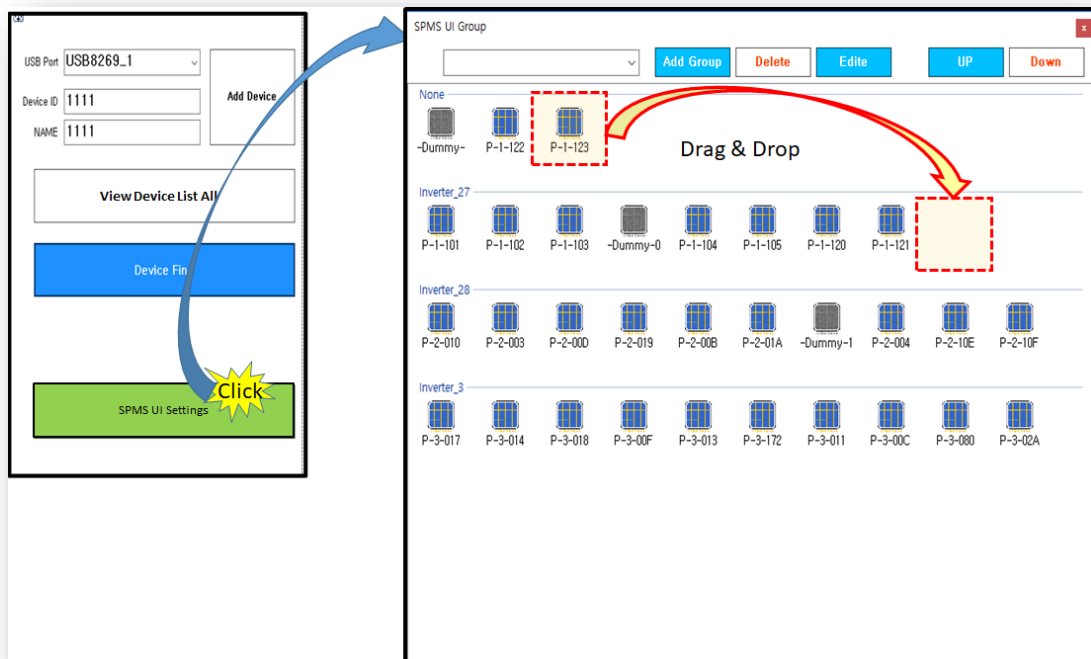 USB Port USB8269_1
Device ID 1111
NAME 1111
Add Device
View Device List All
Device Fin
SPMS UI Settings
Click
SPMS UI Group
x
Add Group Delete Edite UP Down
None
-Dummy- P-1-122 P-1-123
Drag & Drop
Inverter_27
P-1-101 P-1-102 P-1-103 -Dummy-0 P-1-104 P-1-105 P-1-120 P-1-121
Inverter_28
P-2-010 P-2-003 P-2-00D P-2-019 P-2-00B P-2-01A -Dummy-1 P-2-004 P-2-10E P-2-10F
Inverter_3
P-3-017 P-3-014 P-3-018 P-3-00F P-3-013 P-3-172 P-3-011 P-3-00C P-3-080 P-3-02A